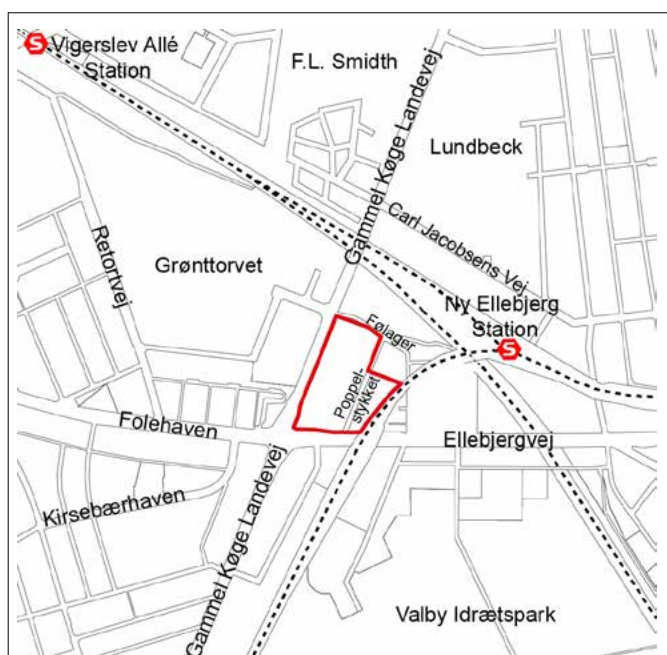 S
Vigerslev Allé
Station
F.L. Smidth
Gammel Køge Landevej
Lundbeck
Carl Jacobsens Vej
Retortvej
Grønttorvet
Ny Ellebjerg
Station
S
Følager
Poppel-
stykket
Folehaven
Ellebjergvej
Kirsebærhaven
Gammel Køge Landevej
Valby Idrætspark